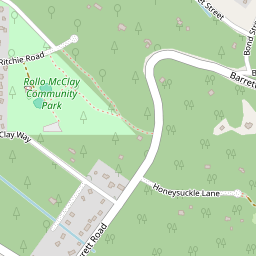 Bond Street
Barrett
Ritchie Road
Rollo McClay
Community
Park
Clay Way
Honeysuckle Lane
rrett Road